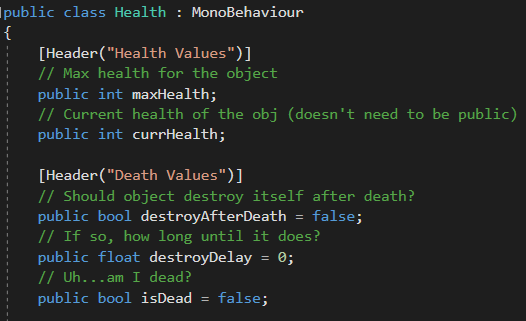 public class Health : MonoBehaviour
{
[Header("Health Values")]
// Max health for the object
public int maxHealth;
// Current health of the obj (doesn't need to be public)
public int currHealth;
[Header("Death Values")]
// Should object destroy itself after death?
public bool destroyAfterDeath = false;
// If so, how long until it does?
public float destroyDelay = 0;
// Uh...am I dead?
public bool isDead = false;